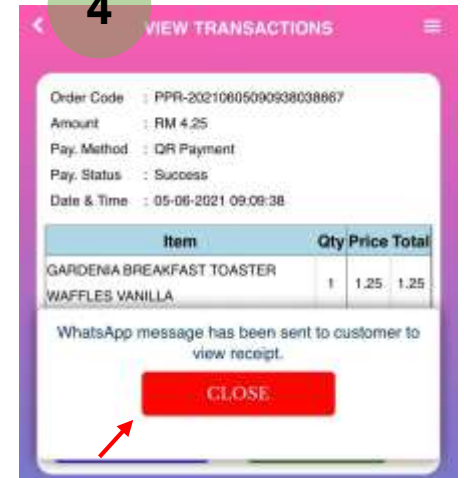 4
VIEW TRANSACTIONS
Order Code : PPR-20210605090938038867
Amount : RM 4.25
Pay. Method : QR Payment
Pay. Status : Success
Date & Time : 05-06-2021 09:09:38
Item Qty Price Total
GARDENIA BREAKFAST TOASTER
WAFFLES VANILLA 1 1.25 1.25
WhatsApp message has been sent to customer to
view receipt.
CLOSE